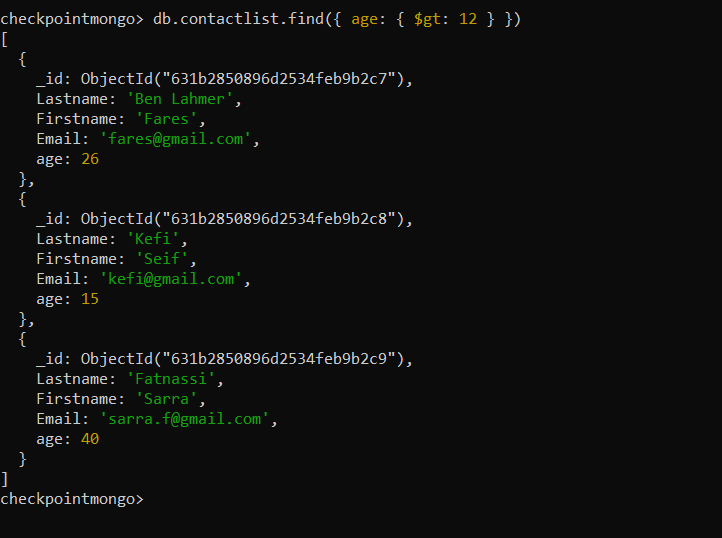 checkpointmongo> db.contactlist.find({ age: { $gt: 12 } })
[
  {
    _id: ObjectId("631b2850896d2534feb9b2c7"),
    Lastname: 'Ben Lahmer',
    Firstname: 'Fares',
    Email: 'fares@gmail.com',
    age: 26
  },
  {
    _id: ObjectId("631b2850896d2534feb9b2c8"),
    Lastname: 'Kefi',
    Firstname: 'Seif',
    Email: 'kefi@gmail.com',
    age: 15
  },
  {
    _id: ObjectId("631b2850896d2534feb9b2c9"),
    Lastname: 'Fatnassi',
    Firstname: 'Sarra',
    Email: 'sarra.f@gmail.com',
    age: 40
  }
]
checkpointmongo>